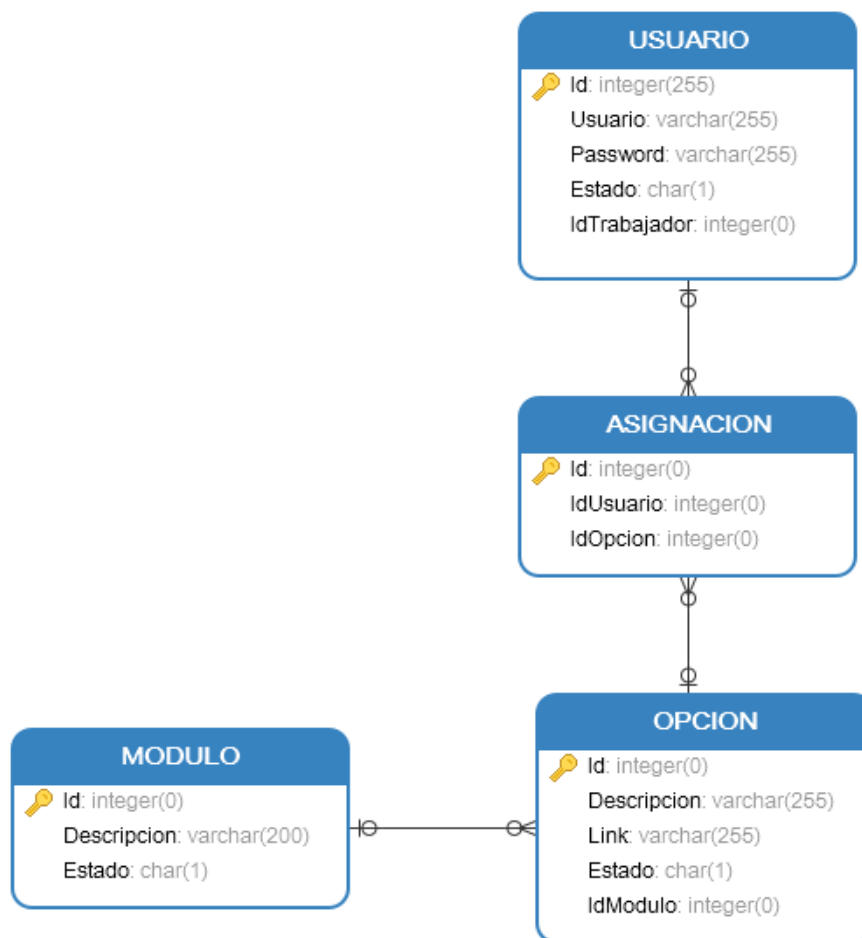 USUARIO
Id: integer(255)
Usuario: varchar(255)
Password: varchar(255)
Estado: char(1)
IdTrabajador: integer(0)
ASIGNACION
Id: integer(0)
IdUsuario: integer(0)
IdOpcion: integer(0)
OPCION
Id: integer(0)
Descripcion: varchar(255)
Link: varchar(255)
Estado: char(1)
IdModulo: integer(0)
MODULO
Id: integer(0)
Descripcion: varchar(200)
Estado: char(1)